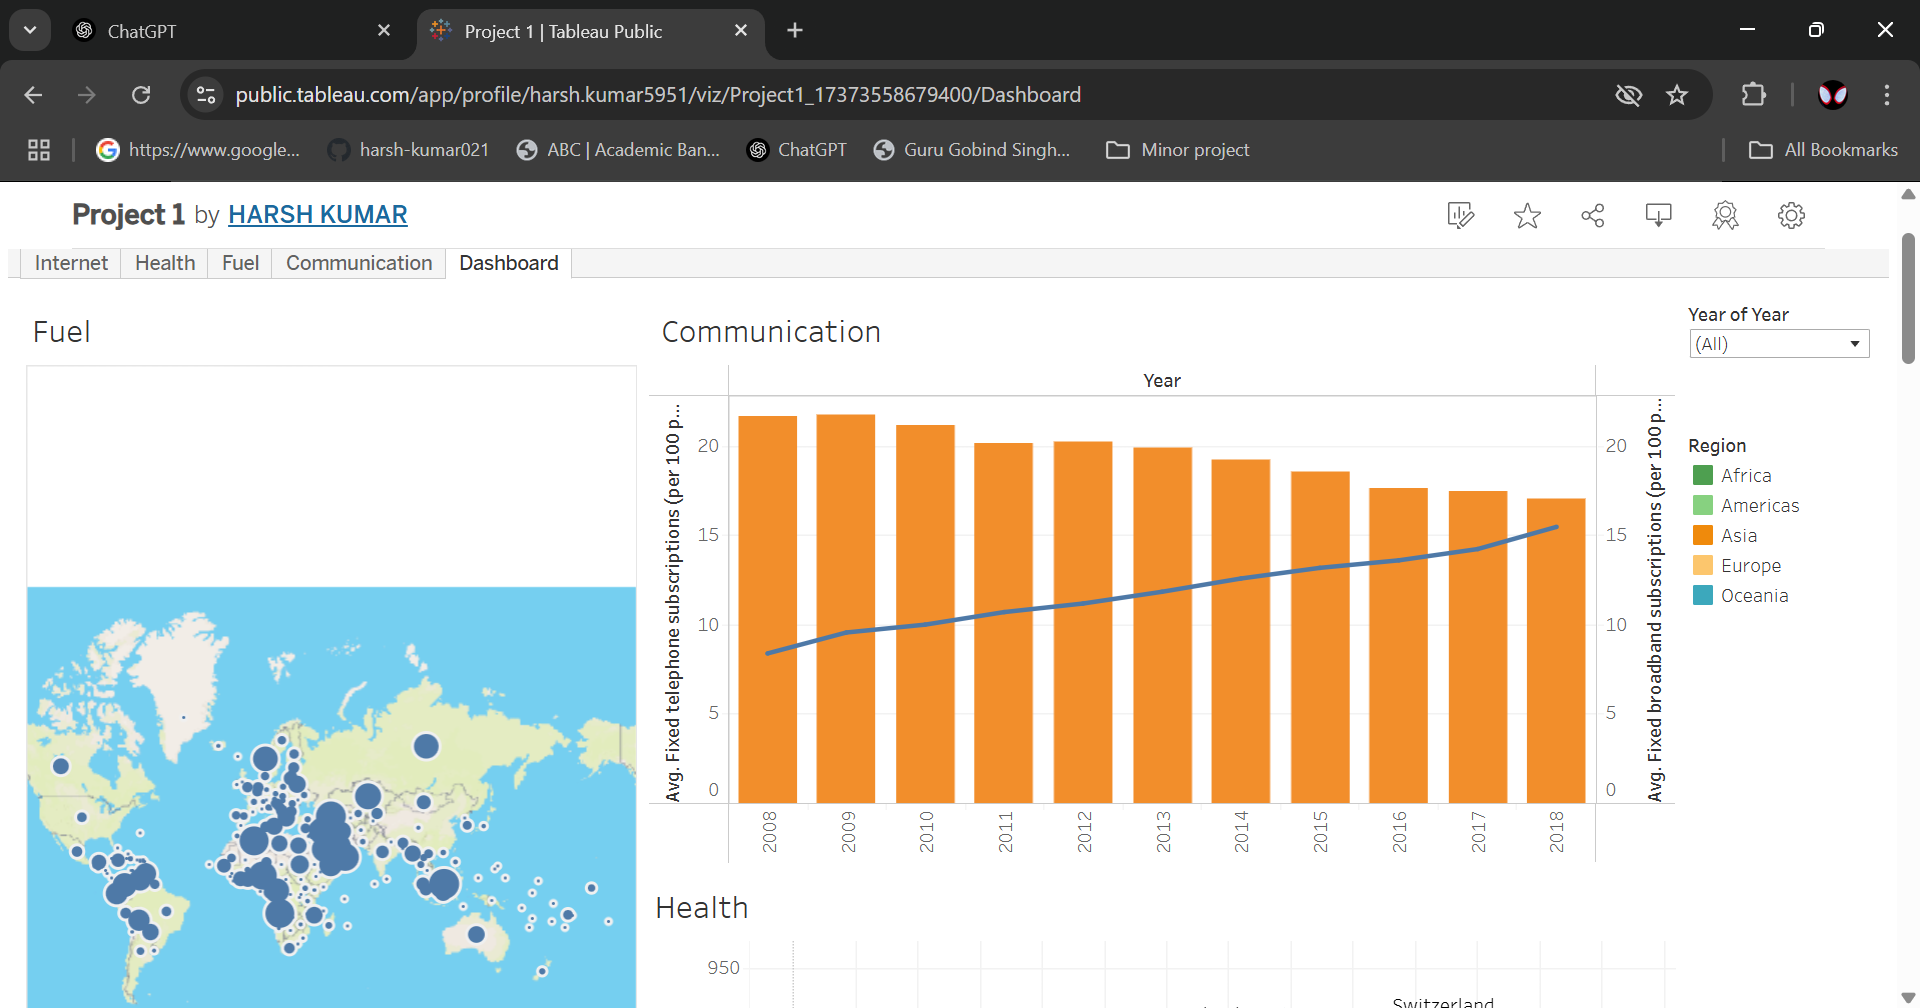 ChatGPT
Project 1 | Tableau Public
public.tableau.com/app/profile/harsh.kumar5951/viz/Project1_17373558679400/Dashboard
https://www.google... harsh-kumar021 ABC | Academic Ban... ChatGPT Guru Gobind Singh... Minor project All Bookmarks
Project 1 by HARSH KUMAR
Internet Health Fuel Communication Dashboard
Fuel
Communication
Year
Avg. Fixed telephone subscriptions (per 100 p...
20
15
10
5
0
2008 2009 2010 2011 2012 2013 2014 2015 2016 2017 2018
20
15
10
5
0
Avg. Fixed broadband subscriptions (per 100 p...
Year of Year
(All)
Region
Africa
Americas
Asia
Europe
Oceania
Health
950
Switzerland